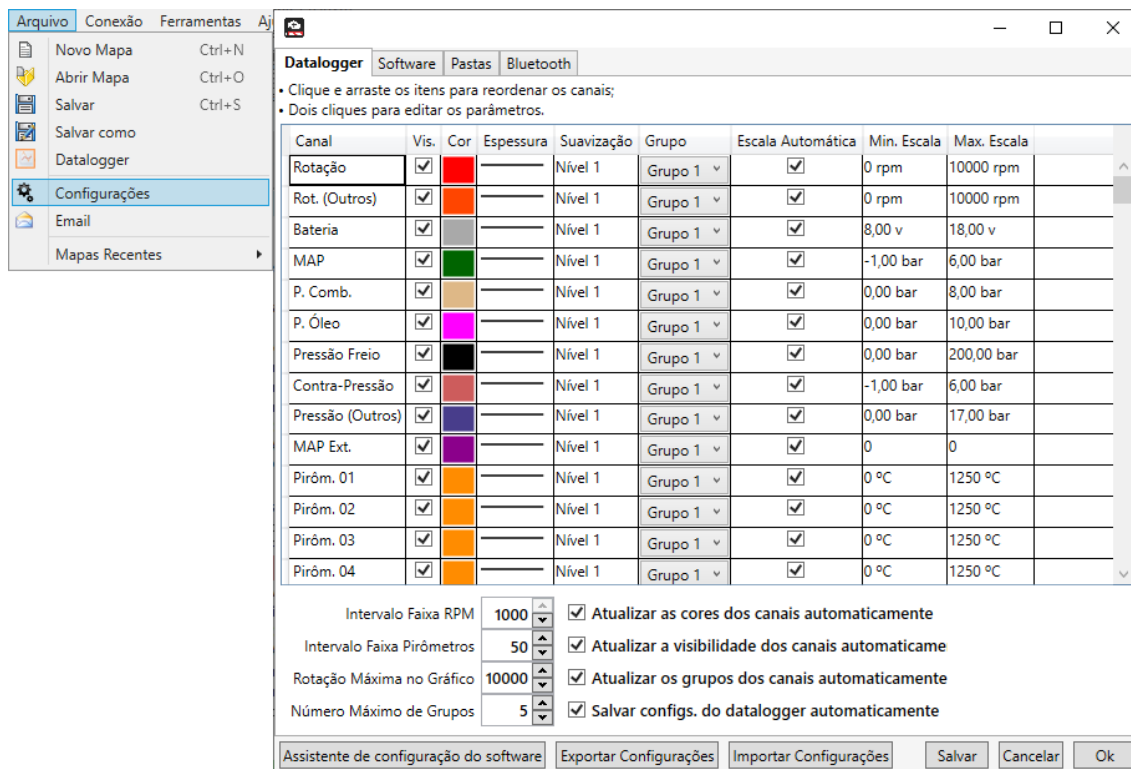 Arquivo Conexão Ferramentas Aj
Novo Mapa Ctrl+N
Abrir Mapa Ctrl+O
Salvar Ctrl+S
Salvar como
Datalogger
Configurações
Email
Mapas Recentes
Datalogger Software Pastas Bluetooth
• Clique e arraste os itens para reordenar os canais;
• Dois cliques para editar os parâmetros.
Canal Vis. Cor Espessura Suavização Grupo Escala Automática Min. Escala Max. Escala
Rotação Nível 1 Grupo 1 0 rpm 10000 rpm
Rot. (Outros) Nível 1 Grupo 1 0 rpm 10000 rpm
Bateria Nível 1 Grupo 1 8,00 v 18,00 v
MAP Nível 1 Grupo 1 -1,00 bar 6,00 bar
P. Comb. Nível 1 Grupo 1 0,00 bar 8,00 bar
P. Óleo Nível 1 Grupo 1 0,00 bar 10,00 bar
Pressão Freio Nível 1 Grupo 1 0,00 bar 200,00 bar
Contra-Pressão Nível 1 Grupo 1 -1,00 bar 6,00 bar
Pressão (Outros) Nível 1 Grupo 1 0,00 bar 17,00 bar
MAP Ext. Nível 1 Grupo 1 0 0
Pirôm. 01 Nível 1 Grupo 1 0 ºC 1250 ºC
Pirôm. 02 Nível 1 Grupo 1 0 ºC 1250 ºC
Pirôm. 03 Nível 1 Grupo 1 0 ºC 1250 ºC
Pirôm. 04 Nível 1 Grupo 1 0 ºC 1250 ºC
Intervalo Faixa RPM 1000 Atualizar as cores dos canais automaticamente
Intervalo Faixa Pirômetros 50 Atualizar a visibilidade dos canais automaticame
Rotação Máxima no Gráfico 10000 Atualizar os grupos dos canais automaticamente
Número Máximo de Grupos 5 Salvar configs. do datalogger automaticamente
Assistente de configuração do software Exportar Configurações Importar Configurações Salvar Cancelar Ok